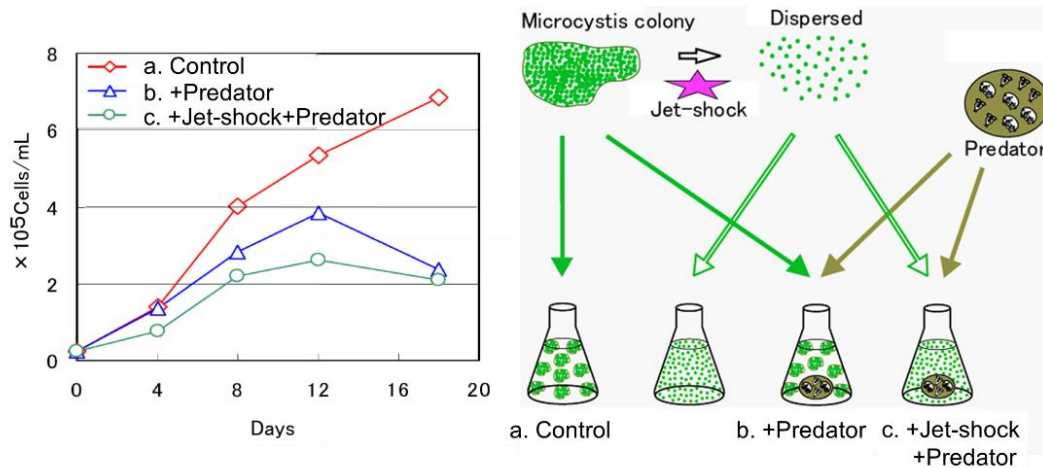 8
6
4
2
0
× 10⁵Cells/mL
a. Control
b. +Predator
c. +Jet-shock+Predator
0 4 8 12 16 20
Days
Microcystis colony
Dispersed
Jet-shock
Predator
a. Control
b. +Predator
c. +Jet-shock
+Predator